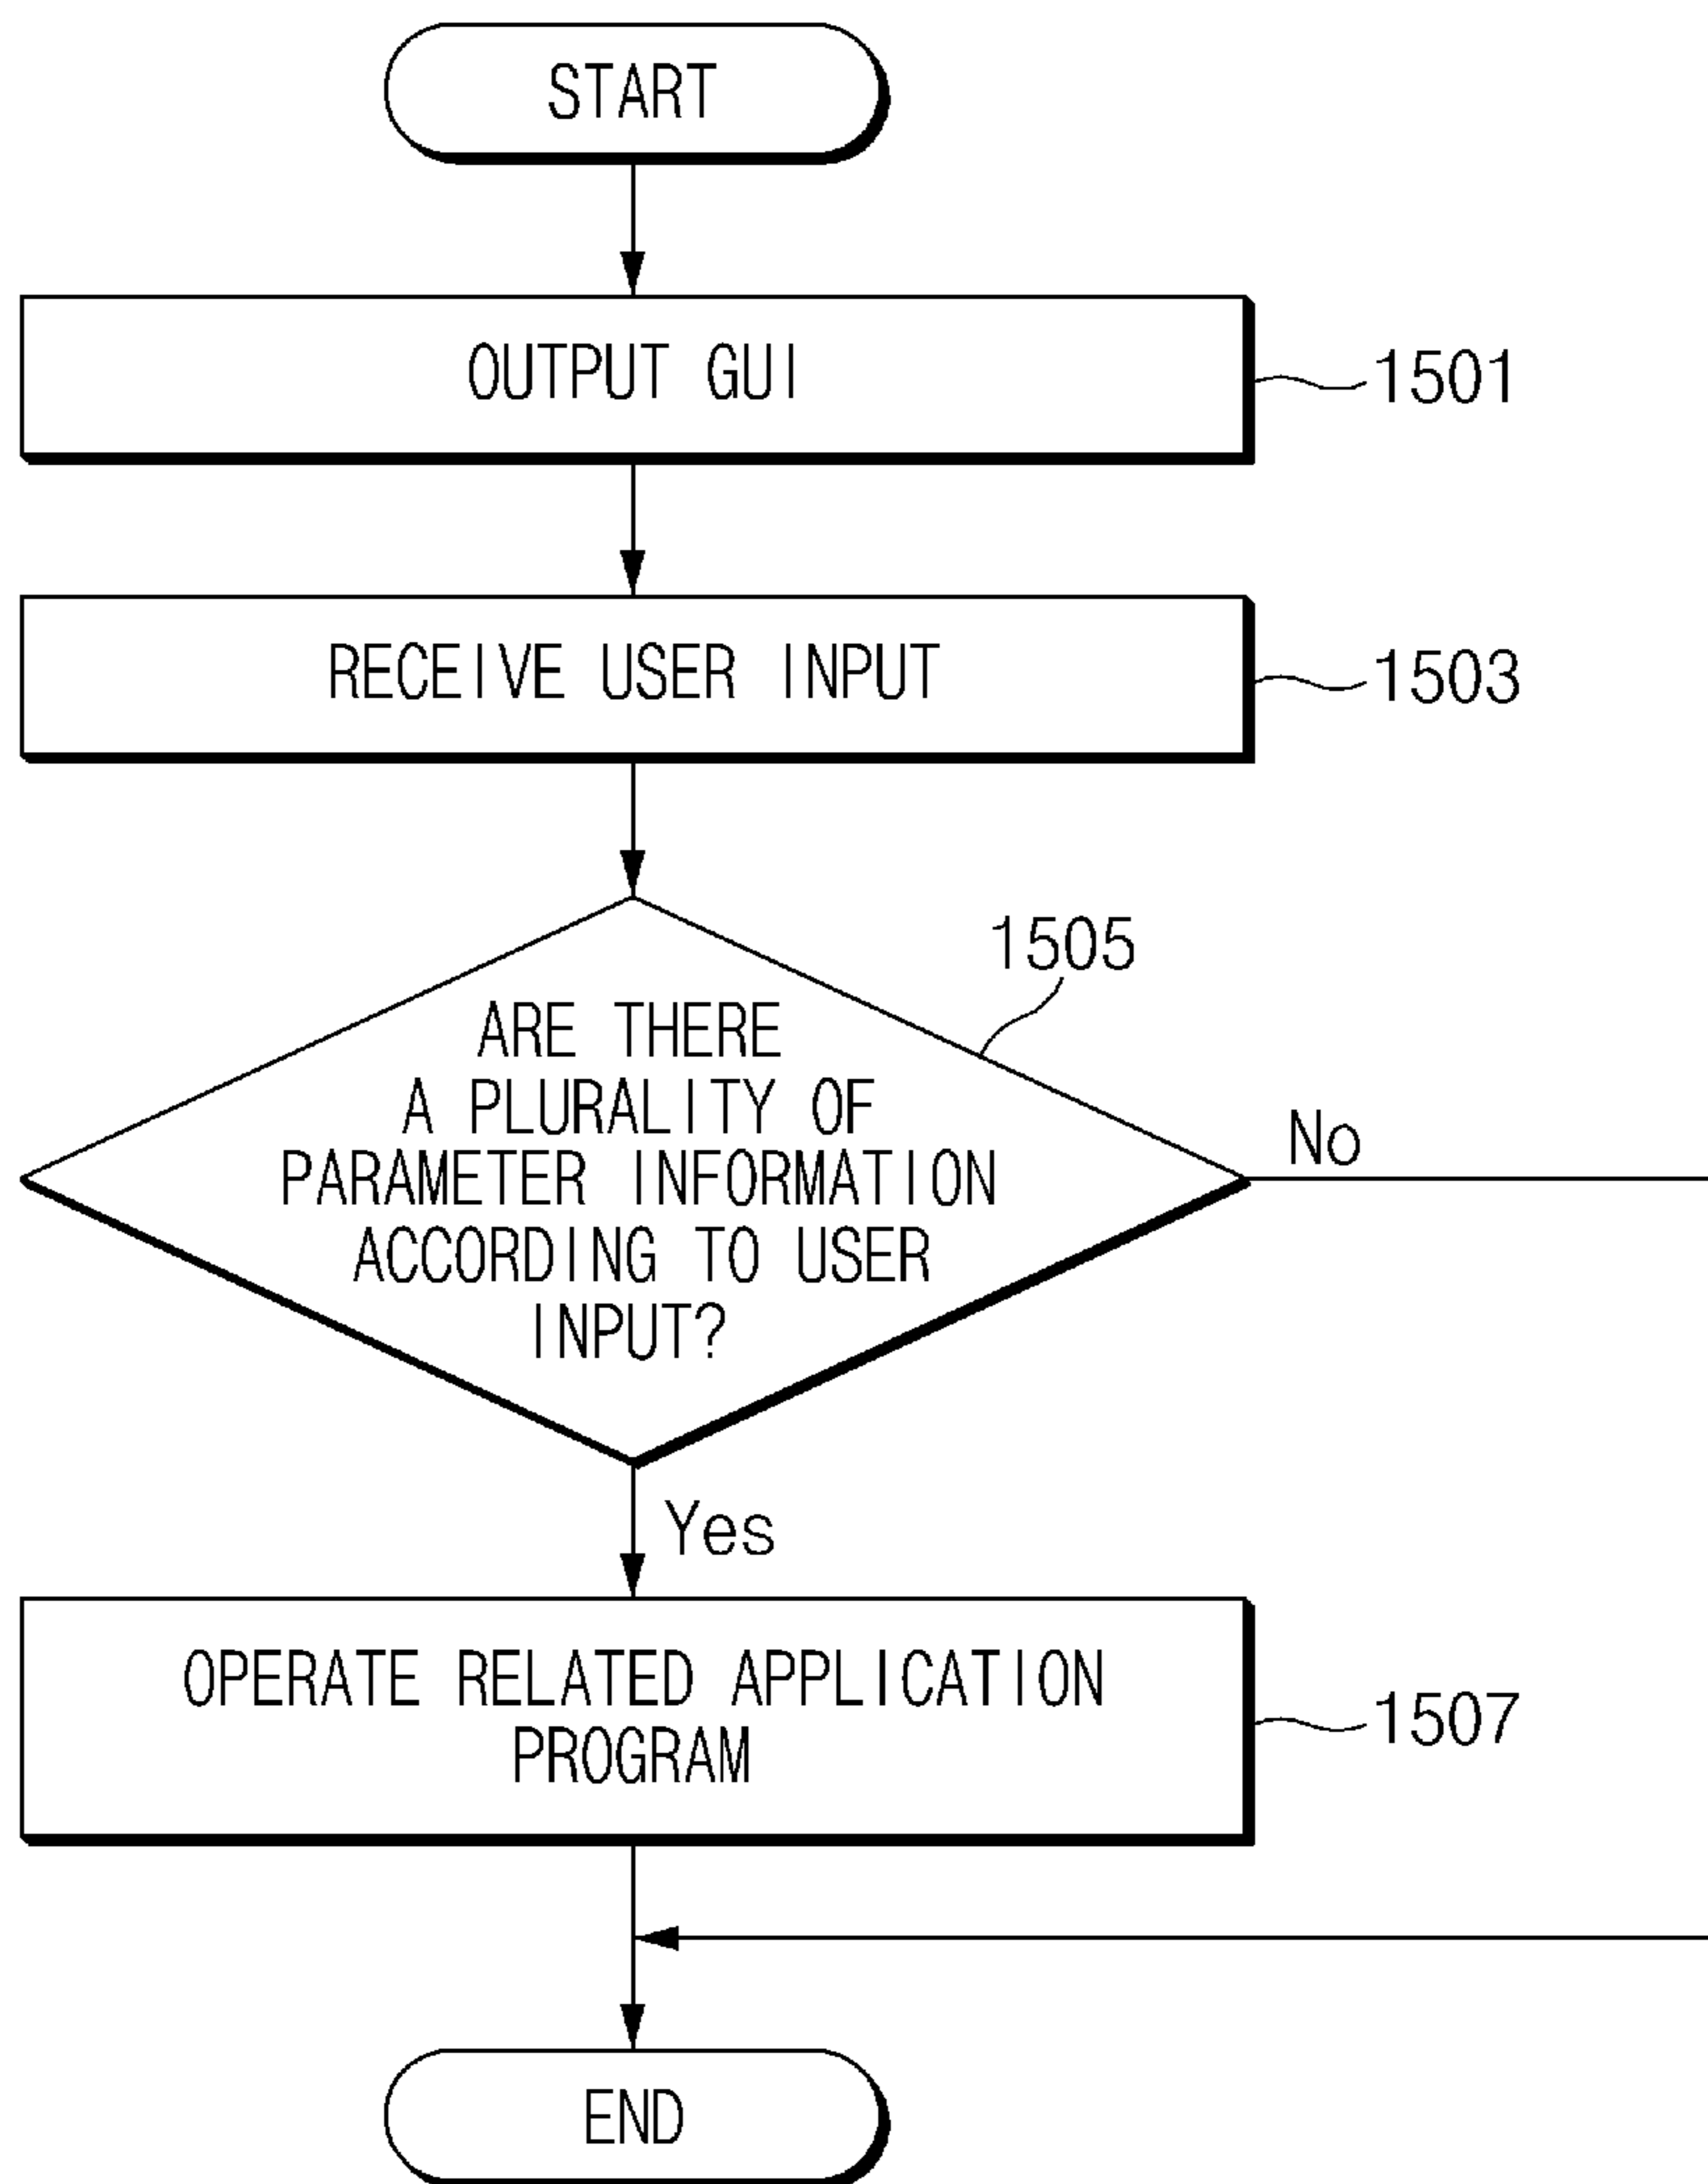 START
OUTPUT GUI
1501
RECEIVE USER INPUT
1503
1505
ARE THERE
A PLURALITY OF
PARAMETER INFORMATION
ACCORDING TO USER
INPUT?
No
Yes
OPERATE RELATED APPLICATION
PROGRAM
1507
END